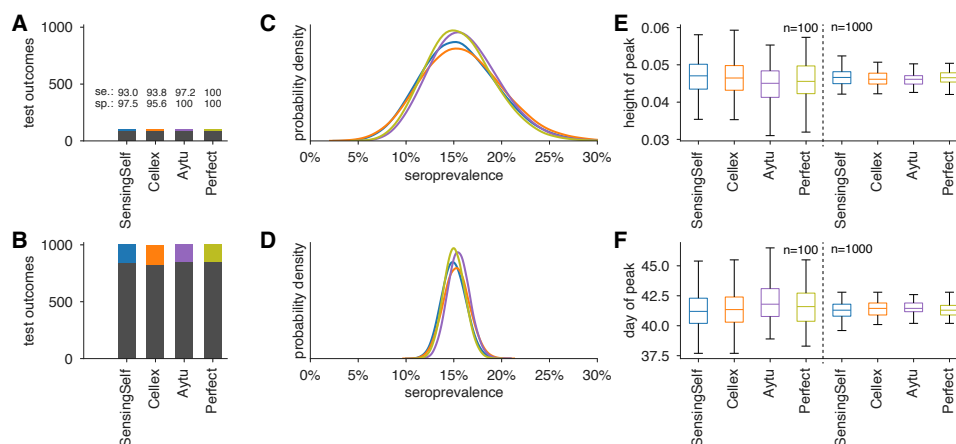 A
1000
500
0
test outcomes
se.: 93.0 93.8 97.2 100
sp.: 97.5 95.6 100 100
SensingSelf
Cellex
Aytu
Perfect
B
1000
500
0
test outcomes
SensingSelf
Cellex
Aytu
Perfect
C
probability density
0% 5% 10% 15% 20% 25% 30%
seroprevalence
D
probability density
0% 5% 10% 15% 20% 25% 30%
seroprevalence
E
0.06
0.05
0.04
0.03
height of peak
n=100 n=1000
SensingSelf
Cellex
Aytu
Perfect
SensingSelf
Cellex
Aytu
Perfect
F
45.0
42.5
40.0
37.5
day of peak
n=100 n=1000
SensingSelf
Cellex
Aytu
Perfect
SensingSelf
Cellex
Aytu
Perfect